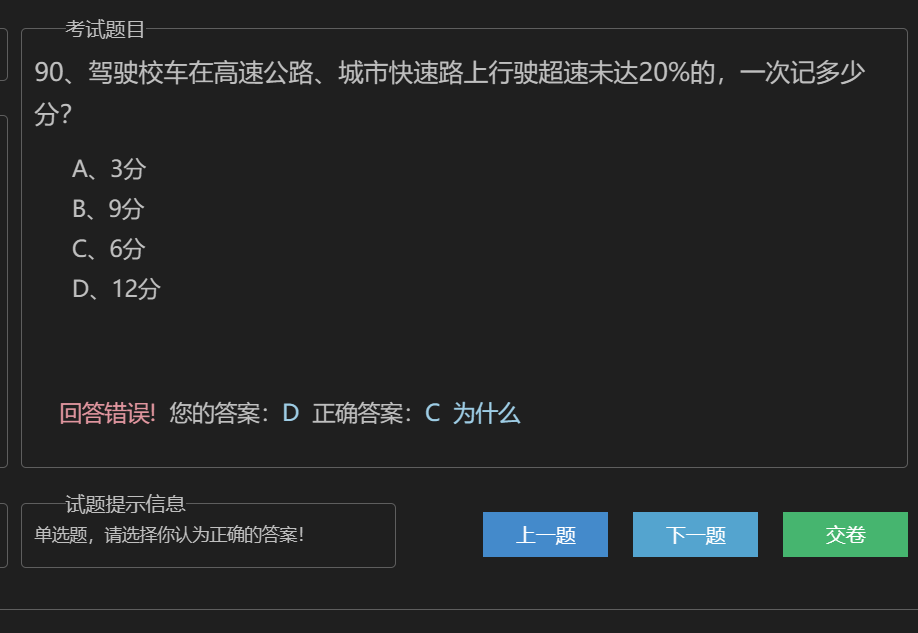 考试题目
90、驾驶校车在高速公路、城市快速路上行驶超速未达20%的，一次记多少
分？
A、3分
B、9分
C、6分
D、12分
回答错误! 您的答案：D 正确答案：C 为什么
试题提示信息
单选题，请选择你认为正确的答案！
上一题 下一题 交卷